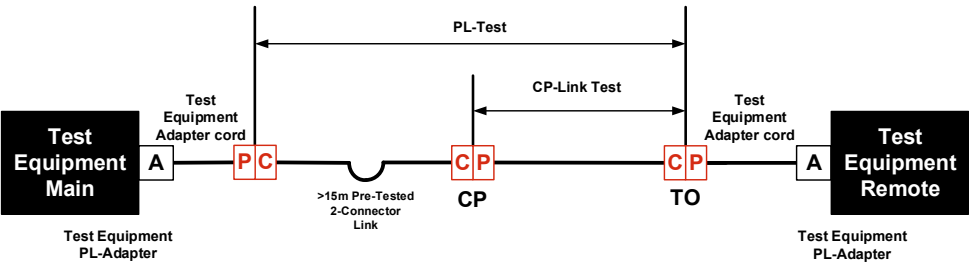 PL-Test
CP-Link Test
Test
Equipment
Adapter cord
Test
Equipment
Adapter cord
Test
Equipment
Main
A
P C
C P
C P
A
Test
Equipment
Remote
>15m Pre-Tested
2-Connector
Link
CP
TO
Test Equipment
PL-Adapter
Test Equipment
PL-Adapter